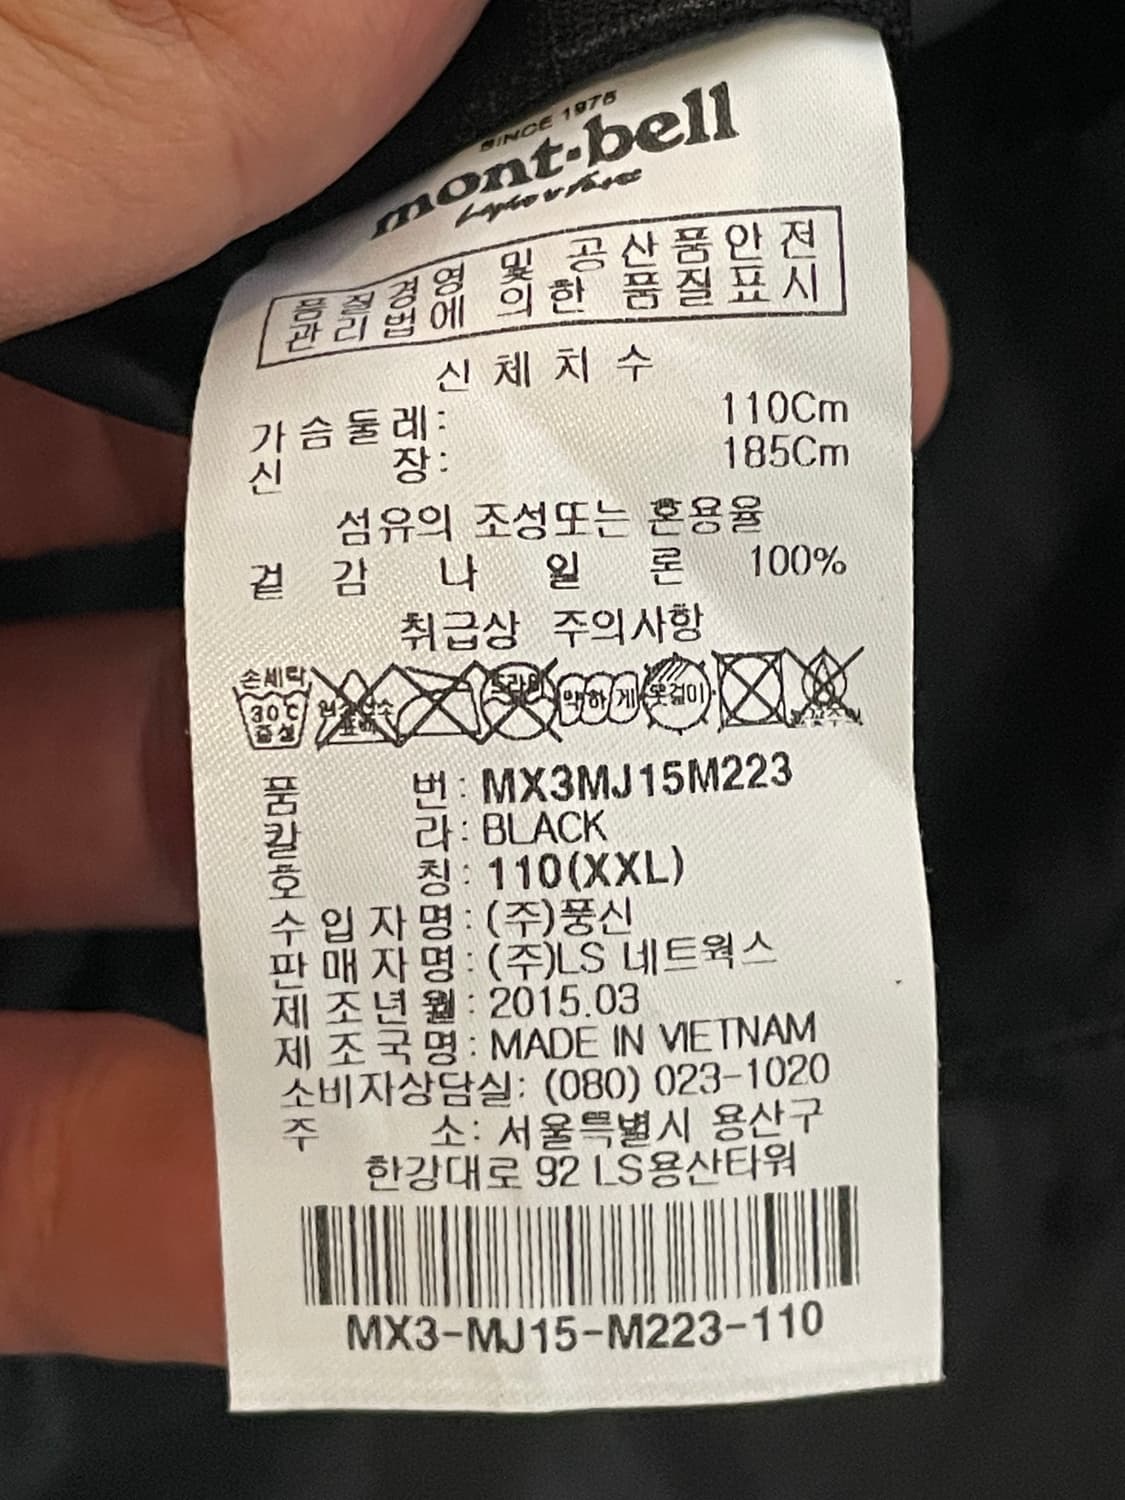 SINCE 1975
mont-bell
품질경영 및 공산품안전
관리법에 의한 품질표시
신체치수
가슴둘레: 110Cm
신 장: 185Cm
섬유의 조성또는 혼용율
겉감 나일론 100%
취급상 주의사항
손세탁 30℃ 중성 염소산소표백 드라이 약하게 옷걸이
품 번: MX3MJ15M223
칼 라: BLACK
호 칭: 110(XXL)
수입자명: (주)풍신
판매자명: (주)LS 네트웍스
제조년월: 2015.03
제조국명: MADE IN VIETNAM
소비자상담실: (080) 023-1020
주 소: 서울특별시 용산구
한강대로 92 LS용산타워
MX3-MJ15-M223-110